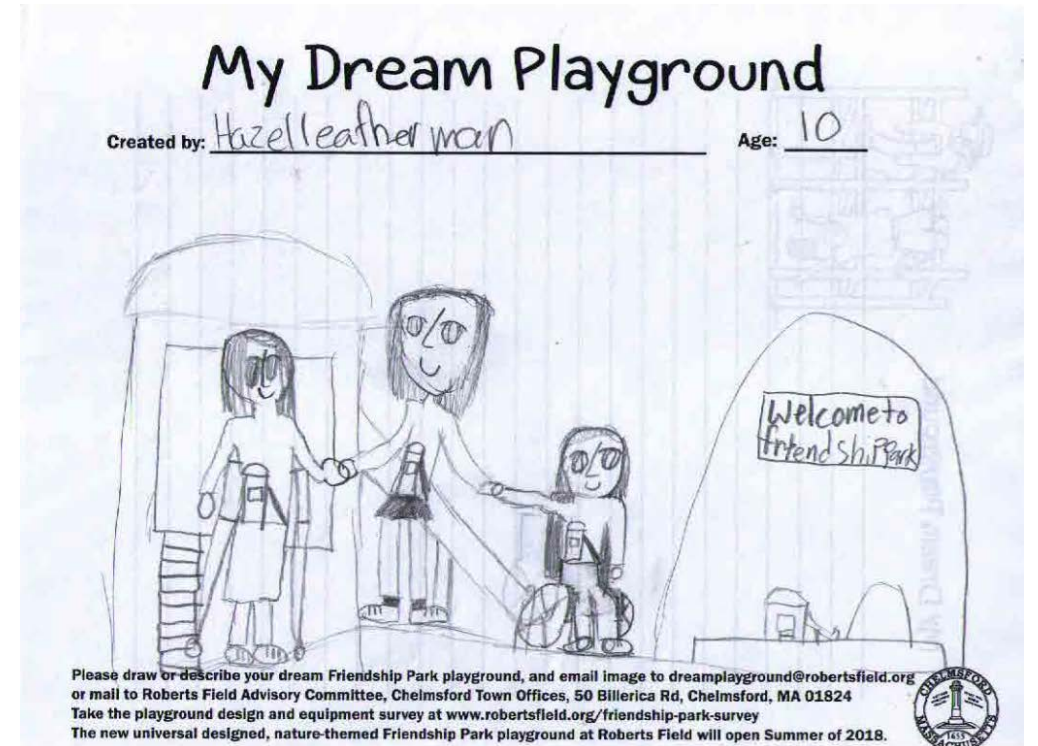 My Dream Playground
Created by: Hazelleatherman Age: 10
Welcometo
friendShipPark
Please draw or describe your dream Friendship Park playground, and email image to dreamplayground@robertsfield.org
or mail to Roberts Field Advisory Committee, Chelmsford Town Offices, 50 Billerica Rd, Chelmsford, MA 01824
Take the playground design and equipment survey at www.robertsfield.org/friendship-park-survey
The new universal designed, nature-themed Friendship Park playground at Roberts Field will open Summer of 2018.
CHELMSFORD
1655
MASSACHUSETTS